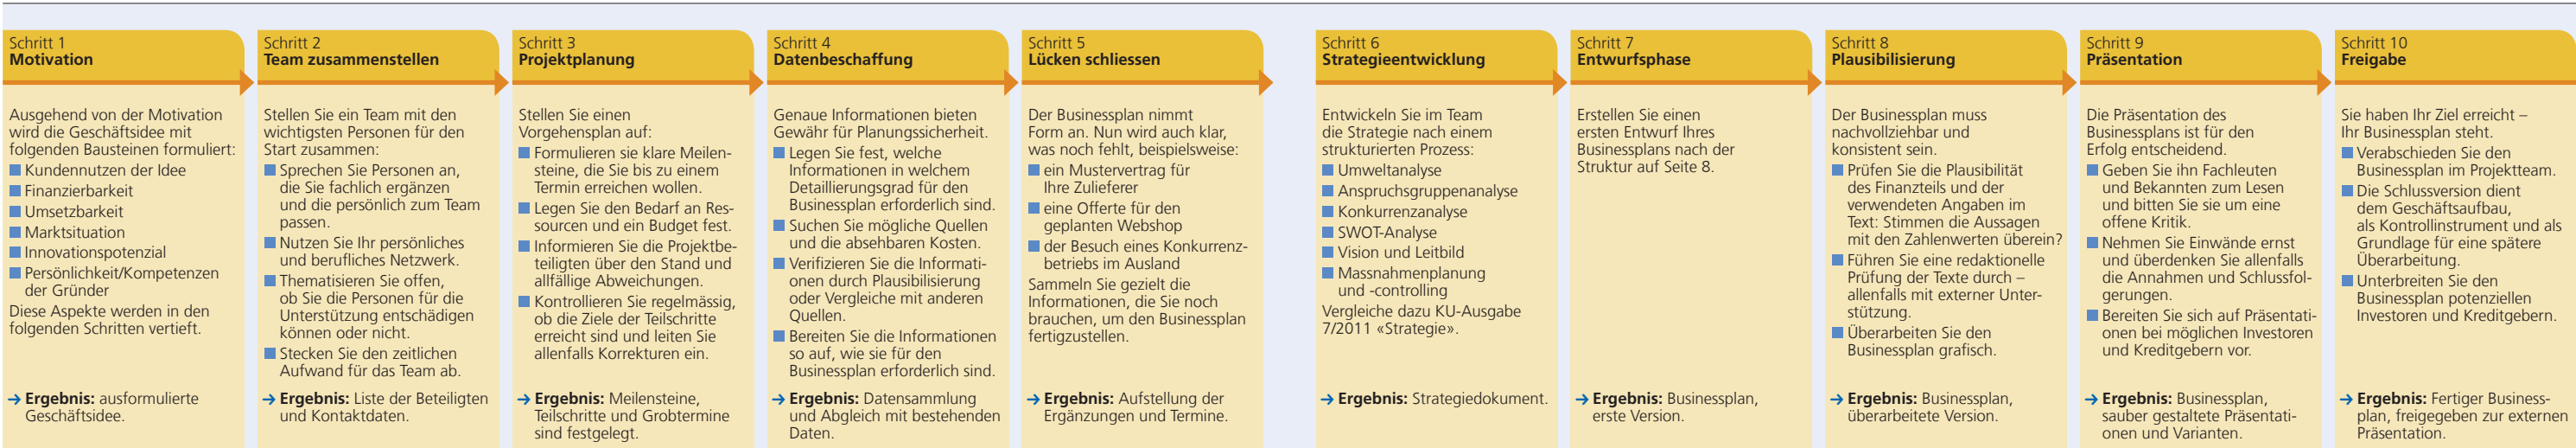 Schritt 1
Motivation
Ausgehend von der Motivation
wird die Geschäftsidee mit
folgenden Bausteinen formuliert:
Kundennutzen der Idee
Finanzierbarkeit
Umsetzbarkeit
Marktsituation
Innovationspotenzial
Persönlichkeit/Kompetenzen
der Gründer
Diese Aspekte werden in den
folgenden Schritten vertieft.
→ Ergebnis: ausformulierte
Geschäftsidee.
Schritt 2
Team zusammenstellen
Stellen Sie ein Team mit den
wichtigsten Personen für den
Start zusammen:
Sprechen Sie Personen an,
die Sie fachlich ergänzen
und die persönlich zum Team
passen.
Nutzen Sie Ihr persönliches
und berufliches Netzwerk.
Thematisieren Sie offen,
ob Sie die Personen für die
Unterstützung entschädigen
können oder nicht.
Stecken Sie den zeitlichen
Aufwand für das Team ab.
→ Ergebnis: Liste der Beteiligten
und Kontaktdaten.
Schritt 3
Projektplanung
Stellen Sie einen
Vorgehensplan auf:
Formulieren sie klare Meilen-
steine, die Sie bis zu einem
Termin erreichen wollen.
Legen Sie den Bedarf an Res-
sourcen und ein Budget fest.
Informieren Sie die Projektbe-
teiligten über den Stand und
allfällige Abweichungen.
Kontrollieren Sie regelmässig,
ob die Ziele der Teilschritte
erreicht sind und leiten Sie
allenfalls Korrekturen ein.
→ Ergebnis: Meilensteine,
Teilschritte und Grobtermine
sind festgelegt.
Schritt 4
Datenbeschaffung
Genaue Informationen bieten
Gewähr für Planungssicherheit.
Legen Sie fest, welche
Informationen in welchem
Detaillierungsgrad für den
Businessplan erforderlich sind.
Suchen Sie mögliche Quellen
und die absehbaren Kosten.
Verifizieren Sie die Informati-
onen durch Plausibilisierung
oder Vergleiche mit anderen
Quellen.
Bereiten Sie die Informationen
so auf, wie sie für den
Businessplan erforderlich sind.
→ Ergebnis: Datensammlung
und Abgleich mit bestehenden
Daten.
Schritt 5
Lücken schliessen
Der Businessplan nimmt
Form an. Nun wird auch klar,
was noch fehlt, beispielsweise:
ein Mustervertrag für
Ihre Zulieferer
eine Offerte für den
geplanten Webshop
der Besuch eines Konkurrenz-
betriebs im Ausland
Sammeln Sie gezielt die
Informationen, die Sie noch
brauchen, um den Businessplan
fertigzustellen.
→ Ergebnis: Aufstellung der
Ergänzungen und Termine.
Schritt 6
Strategieentwicklung
Entwickeln Sie im Team
die Strategie nach einem
strukturierten Prozess:
Umweltanalyse
Anspruchsgruppenanalyse
Konkurrenzanalyse
SWOT-Analyse
Vision und Leitbild
Massnahmenplanung
und -controlling
Vergleiche dazu KU-Ausgabe
7/2011 «Strategie».
→ Ergebnis: Strategiedokument.
Schritt 7
Entwurfsphase
Erstellen Sie einen
ersten Entwurf Ihres
Businessplans nach der
Struktur auf Seite 8.
→ Ergebnis: Businessplan,
erste Version.
Schritt 8
Plausibilisierung
Der Businessplan muss
nachvollziehbar und
konsistent sein.
Prüfen Sie die Plausibilität
des Finanzteils und der
verwendeten Angaben im
Text: Stimmen die Aussagen
mit den Zahlenwerten überein?
Führen Sie eine redaktionelle
Prüfung der Texte durch –
allenfalls mit externer Unter-
stützung.
Überarbeiten Sie den
Businessplan grafisch.
→ Ergebnis: Businessplan,
überarbeitete Version.
Schritt 9
Präsentation
Die Präsentation des
Businessplans ist für den
Erfolg entscheidend.
Geben Sie ihn Fachleuten
und Bekannten zum Lesen
und bitten Sie sie um eine
offene Kritik.
Nehmen Sie Einwände ernst
und überdenken Sie allenfalls
die Annahmen und Schlussfol-
gerungen.
Bereiten Sie sich auf Präsentati-
onen bei möglichen Investoren
und Kreditgebern vor.
→ Ergebnis: Businessplan,
sauber gestaltete Präsentati-
onen und Varianten.
Schritt 10
Freigabe
Sie haben Ihr Ziel erreicht –
Ihr Businessplan steht.
Verabschieden Sie den
Businessplan im Projektteam.
Die Schlussversion dient
dem Geschäftsaufbau,
als Kontrollinstrument und als
Grundlage für eine spätere
Überarbeitung.
Unterbreiten Sie den
Businessplan potenziellen
Investoren und Kreditgebern.
→ Ergebnis: Fertiger Business-
plan, freigegeben zur externen
Präsentation.